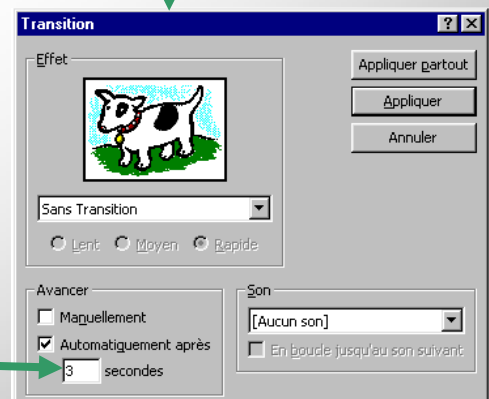 Transition
Effet
Appliquer partout
Appliquer
Annuler
Sans Transition
Lent Moyen Rapide
Avancer
Manuellement
Automatiquement après
3 secondes
Son
[Aucun son]
En boucle jusqu'au son suivant